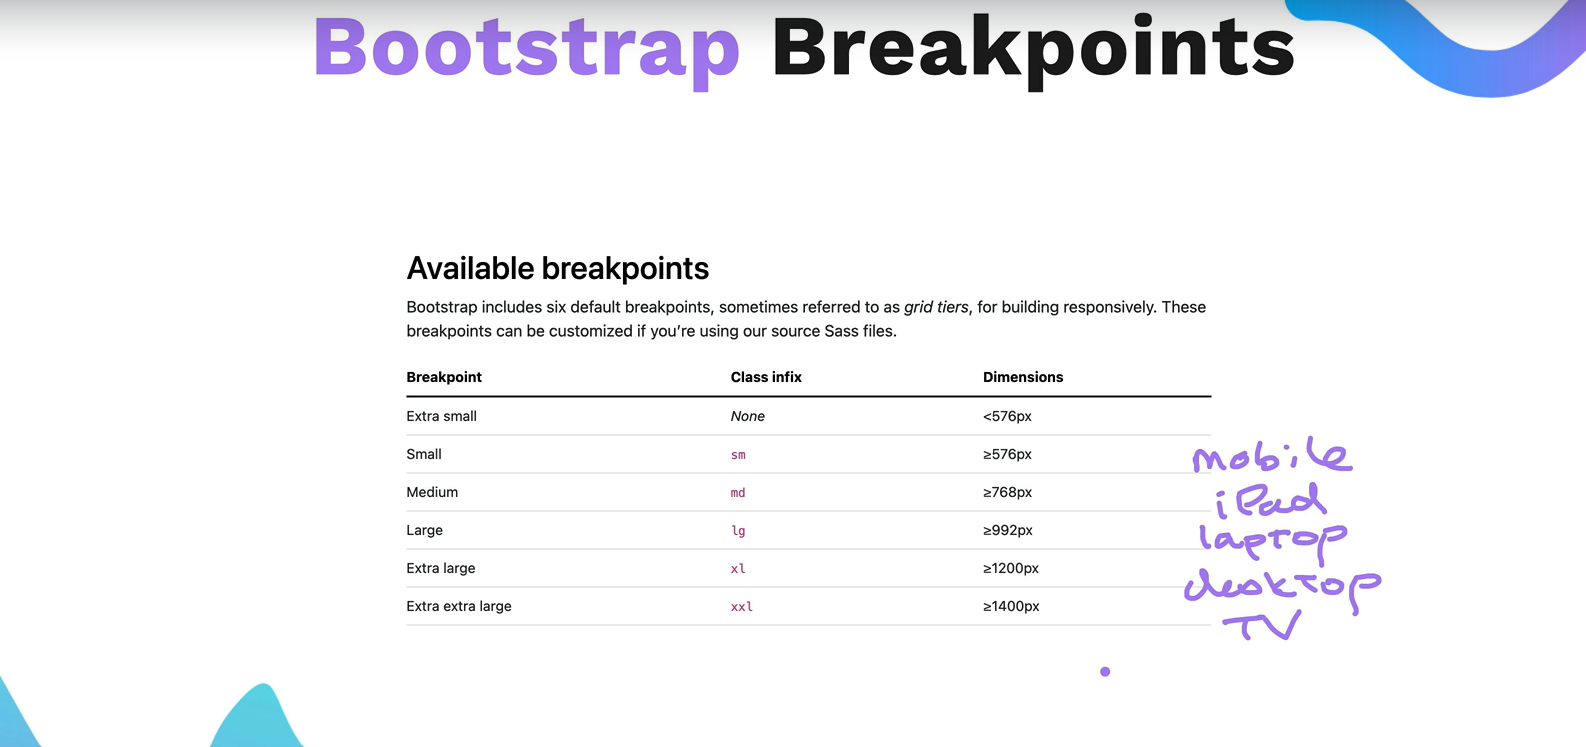 Bootstrap Breakpoints
Available breakpoints
Bootstrap includes six default breakpoints, sometimes referred to as grid tiers, for building responsively. These
breakpoints can be customized if you’re using our source Sass files.
Breakpoint Class infix Dimensions
Extra small None <576px
Small sm ≥576px mobile
Medium md ≥768px iPad
Large lg ≥992px laptop
Extra large xl ≥1200px desktop
Extra extra large xxl ≥1400px TV